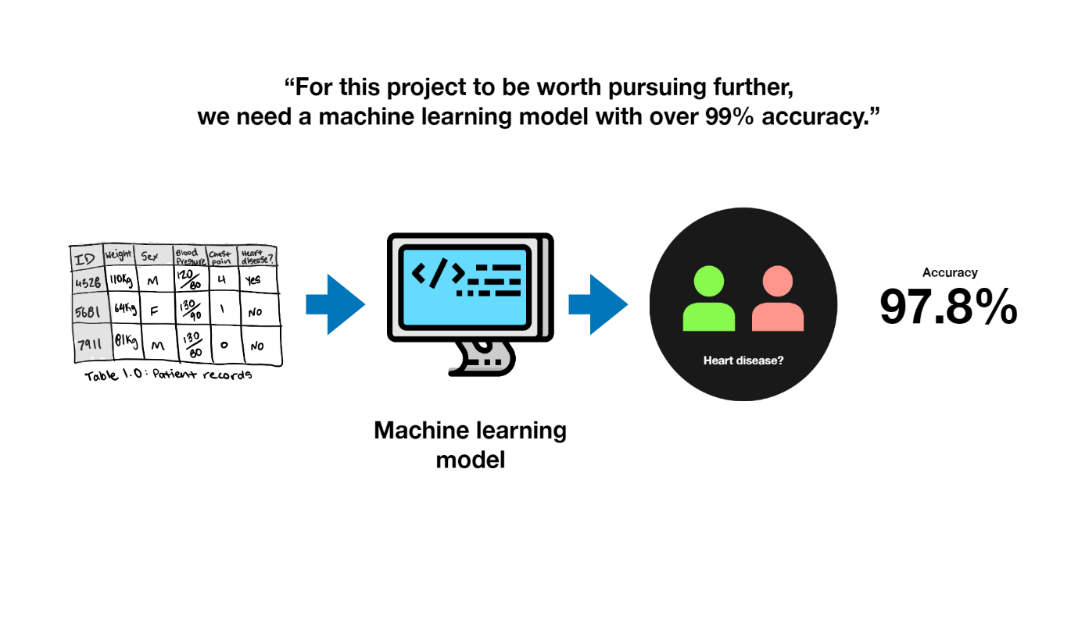 “For this project to be worth pursuing further,
we need a machine learning model with over 99% accuracy.”
ID Weight Sex Blood Pressure Chest pain Heart disease?
4328 110kg M 120/80 4 Yes
5681 64kg F 130/90 1 No
7911 81kg M 130/80 0 No
Table 1.0: Patient records
</>
Machine learning
model
Heart disease?
Accuracy
97.8%